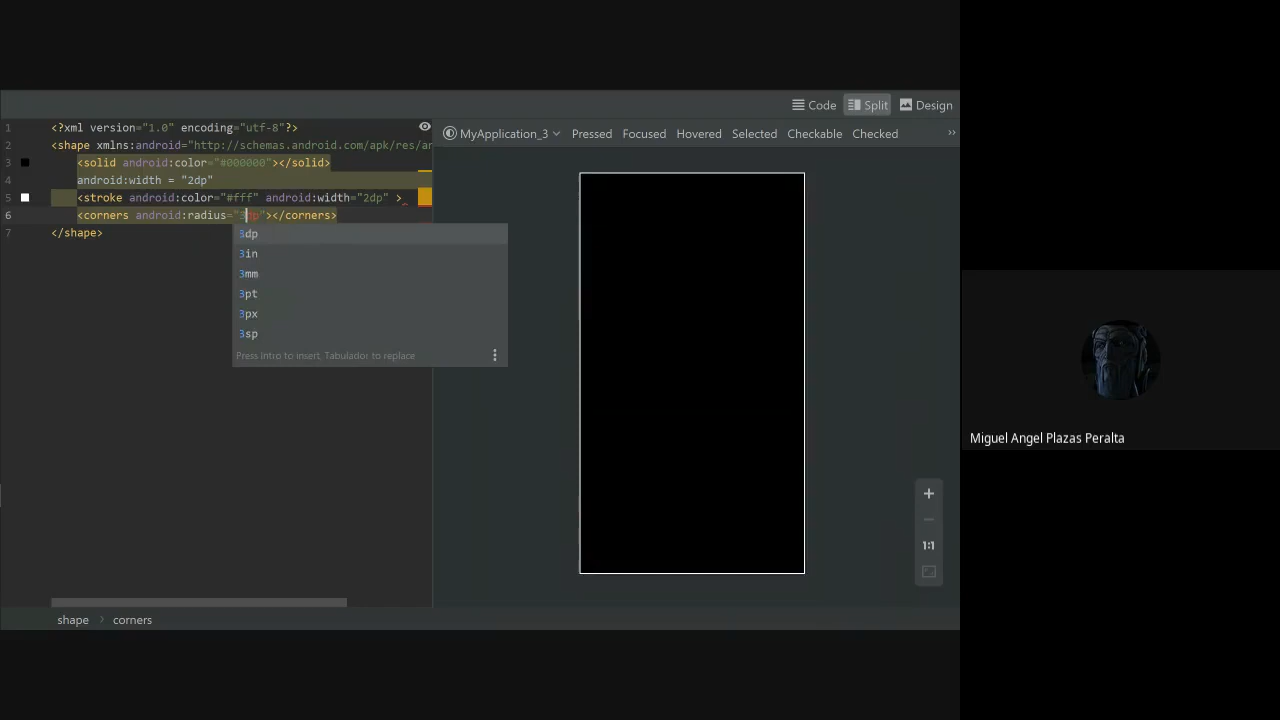 Code Split Design
1 <?xml version="1.0" encoding="utf-8"?>
2 <shape xmlns:android="http://schemas.android.com/apk/res/an
3 <solid android:color="#000000"></solid>
4 android:width = "2dp"
5 <stroke android:color="#fff" android:width="2dp" >
6 <corners android:radius="3dp"></corners>
7 </shape>
3dp
3in
3mm
3pt
3px
3sp
Press Intro to insert, Tabulador to replace
MyApplication_3 Pressed Focused Hovered Selected Checkable Checked
1:1
shape > corners
Miguel Angel Plazas Peralta